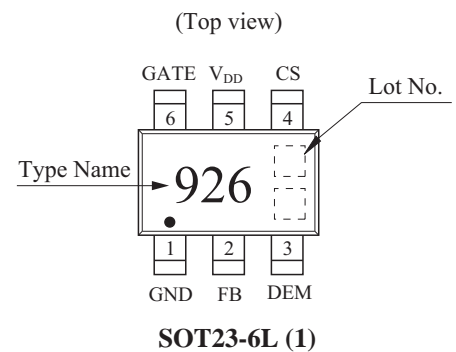 (Top view)
GATE V_DD CS
Lot No.
6 5 4
Type Name
926
1 2 3
GND FB DEM
SOT23-6L (1)